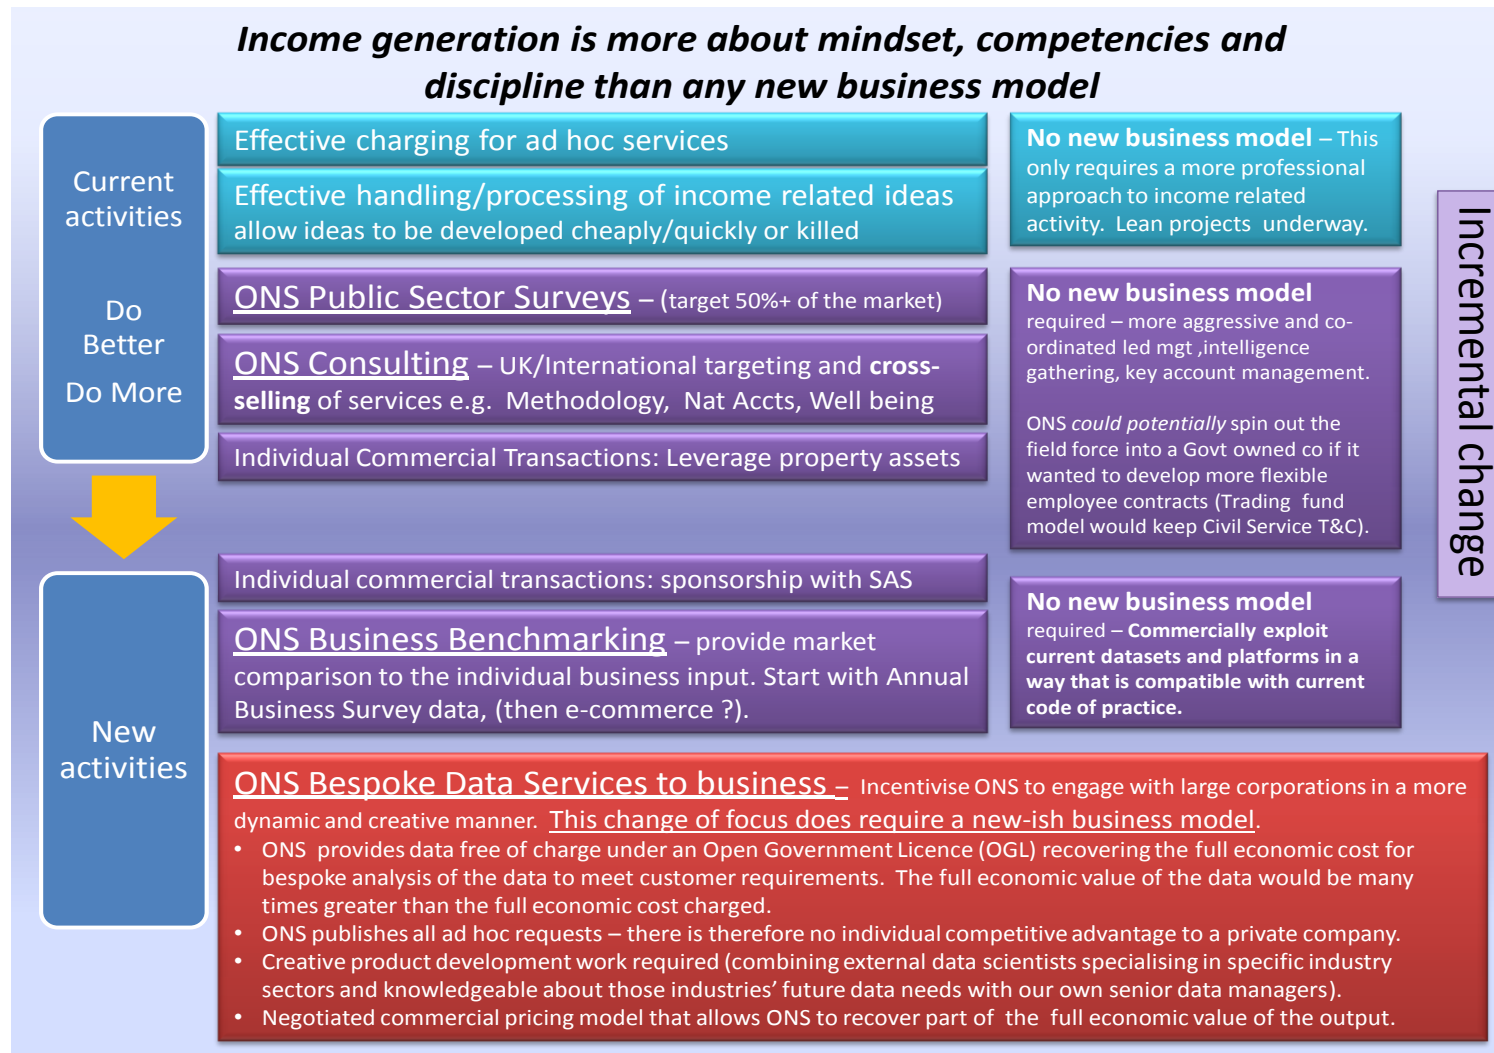 Income generation is more about mindset, competencies and
discipline than any new business model
Current
activities
Do
Better
Do More
Effective charging for ad hoc services
Effective handling/processing of income related ideas
allow ideas to be developed cheaply/quickly or killed
No new business model – This
only requires a more professional
approach to income related
activity. Lean projects underway.
ONS Public Sector Surveys – (target 50%+ of the market)
ONS Consulting – UK/International targeting and cross-
selling of services e.g. Methodology, Nat Accts, Well being
Individual Commercial Transactions: Leverage property assets
No new business model
required – more aggressive and co-
ordinated led mgt ,intelligence
gathering, key account management.
ONS could potentially spin out the
field force into a Govt owned co if it
wanted to develop more flexible
employee contracts (Trading fund
model would keep Civil Service T&C).
Incremental change
New
activities
Individual commercial transactions: sponsorship with SAS
ONS Business Benchmarking – provide market
comparison to the individual business input. Start with Annual
Business Survey data, (then e-commerce ?).
No new business model
required – Commercially exploit
current datasets and platforms in a
way that is compatible with current
code of practice.
ONS Bespoke Data Services to business – Incentivise ONS to engage with large corporations in a more
dynamic and creative manner. This change of focus does require a new-ish business model.
• ONS provides data free of charge under an Open Government Licence (OGL) recovering the full economic cost for
bespoke analysis of the data to meet customer requirements. The full economic value of the data would be many
times greater than the full economic cost charged.
• ONS publishes all ad hoc requests – there is therefore no individual competitive advantage to a private company.
• Creative product development work required (combining external data scientists specialising in specific industry
sectors and knowledgeable about those industries’ future data needs with our own senior data managers).
• Negotiated commercial pricing model that allows ONS to recover part of the full economic value of the output.